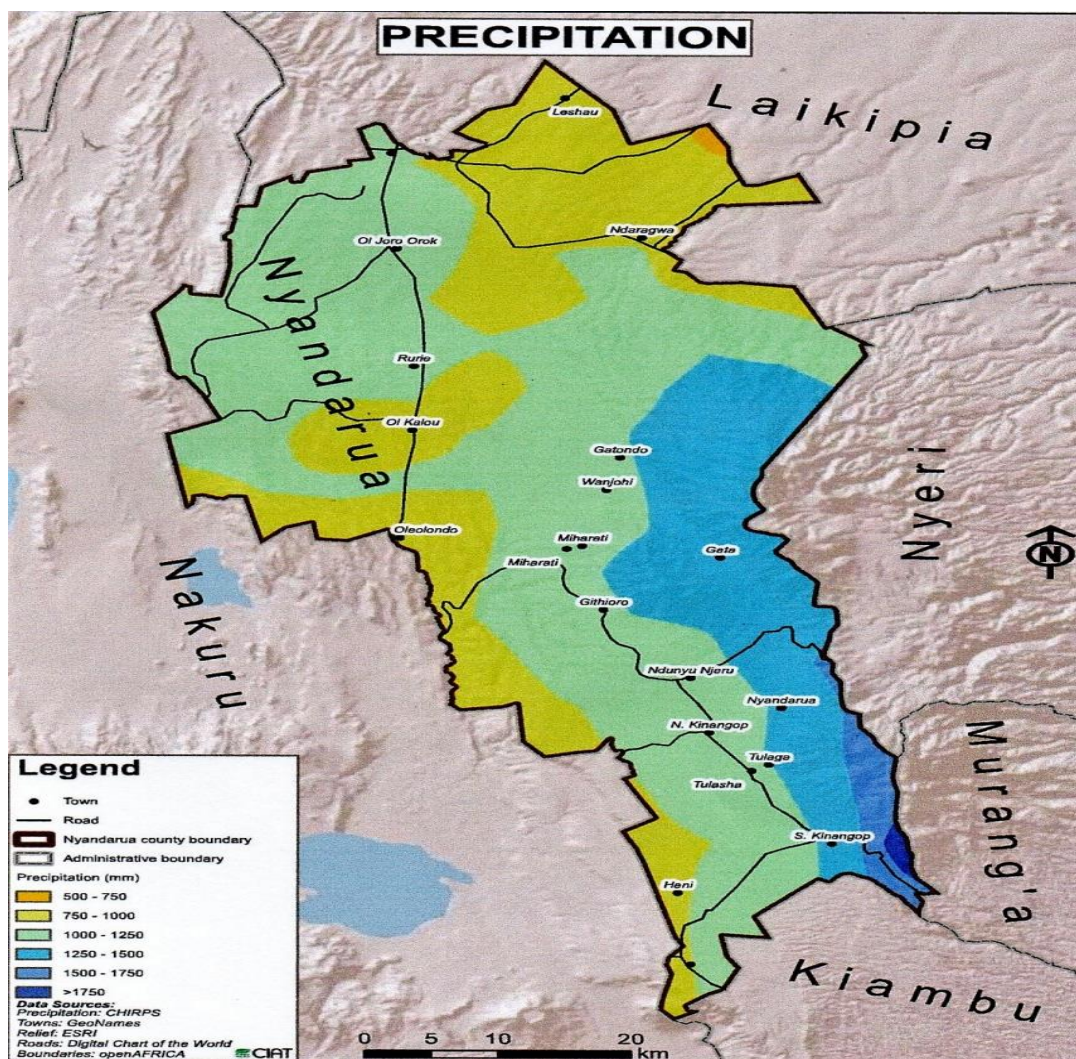 PRECIPITATION
Laikipia
Leshau
Ndaragwa
Ol Joro Orok
Nyandarua
Rurie
Ol Kalou
Gatondo
Wanjohi
Nyeri
Oleolondo
Miharati
Geta
Miharati
N
Nakuru
Githioro
Ndunyu Njeru
Nyandarua
N. Kinangop
Murang'a
Tulaga
Tulasha
S. Kinangop
Heni
Kiambu
Legend
Town
Road
Nyandarua county boundary
Administrative boundary
Precipitation (mm)
500 - 750
750 - 1000
1000 - 1250
1250 - 1500
1500 - 1750
>1750
Data Sources:
Precipitation: CHIRPS
Towns: GeoNames
Relief: ESRI
Roads: Digital Chart of the World
Boundaries: openAFRICA
CIAT
0 5 10 20
km